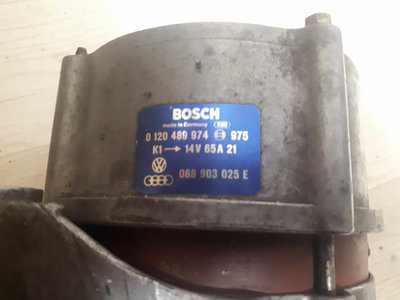 BOSCH
made in Germany
0 120 489 974 975
K1 → 14V 65A 21
068 903 025 E